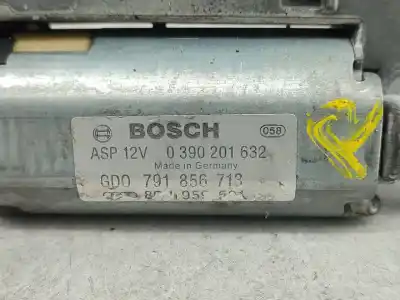 BOSCH 058
ASP 12V 0 390 201 632
Made in Germany
GDO 791 856 713